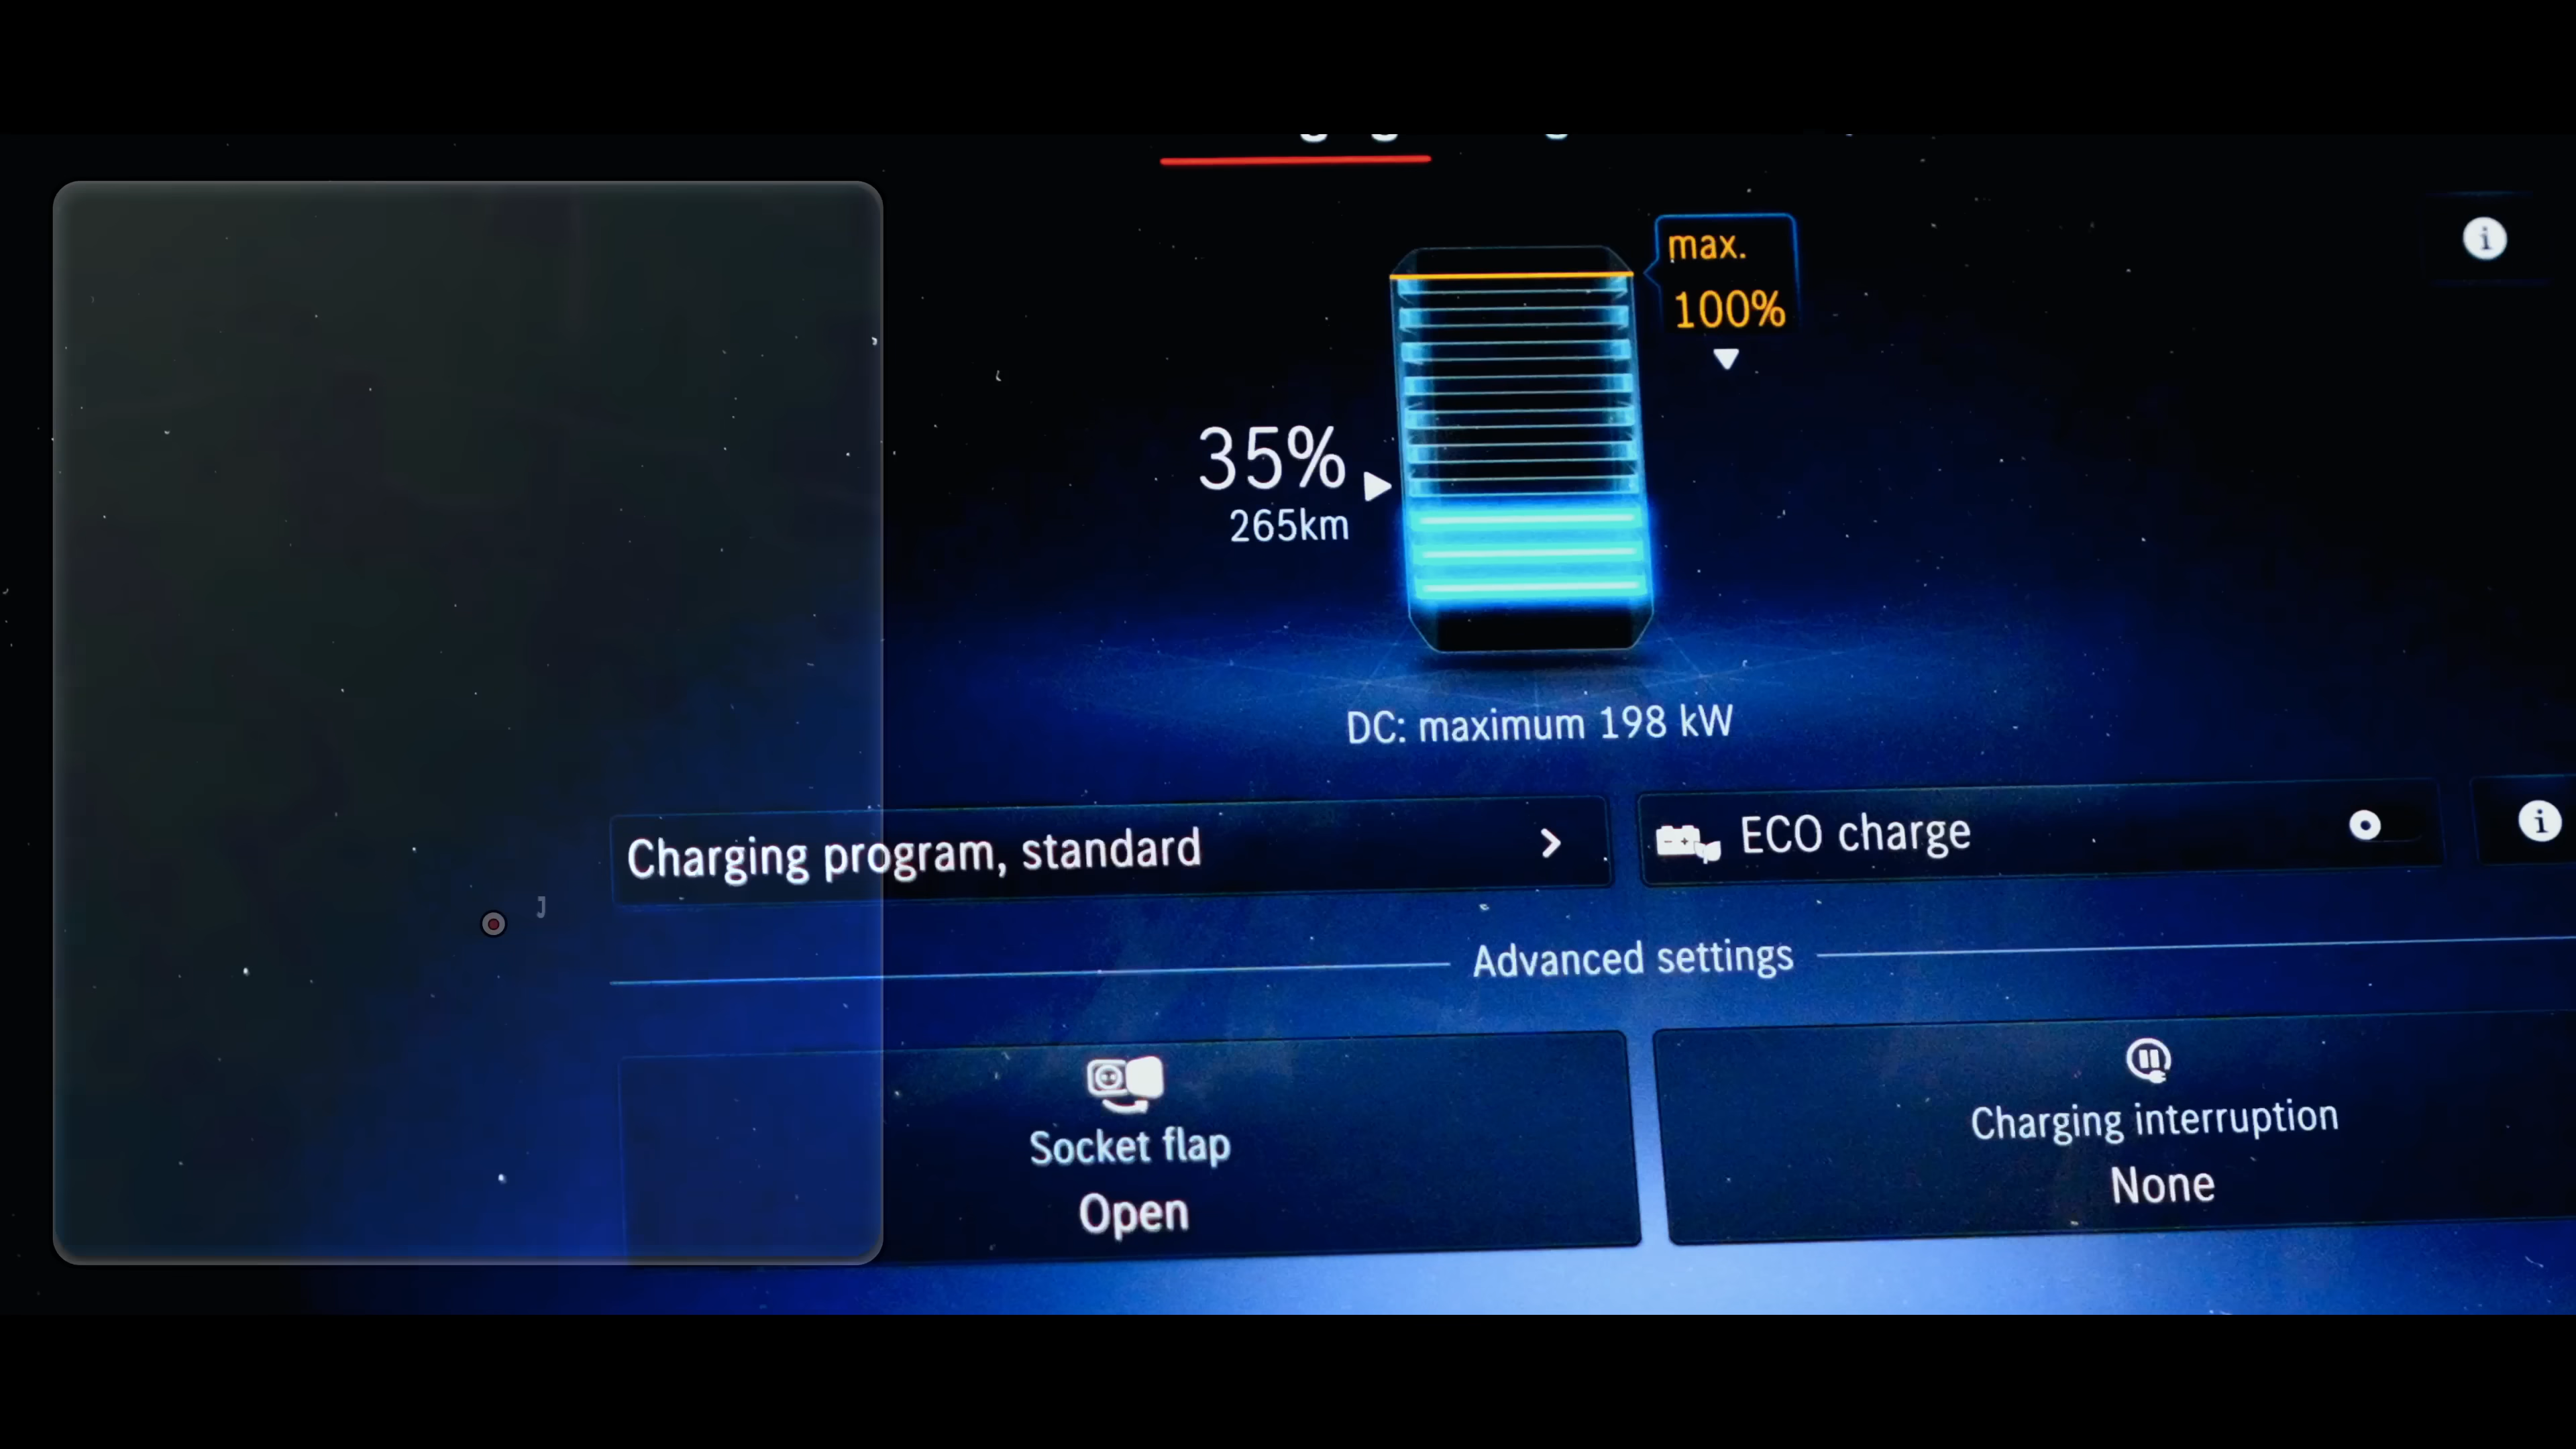 max.
100%
35%
265km
DC: maximum 198 kW
Charging program, standard
ECO charge
J
Advanced settings
Socket flap
Open
Charging interruption
None